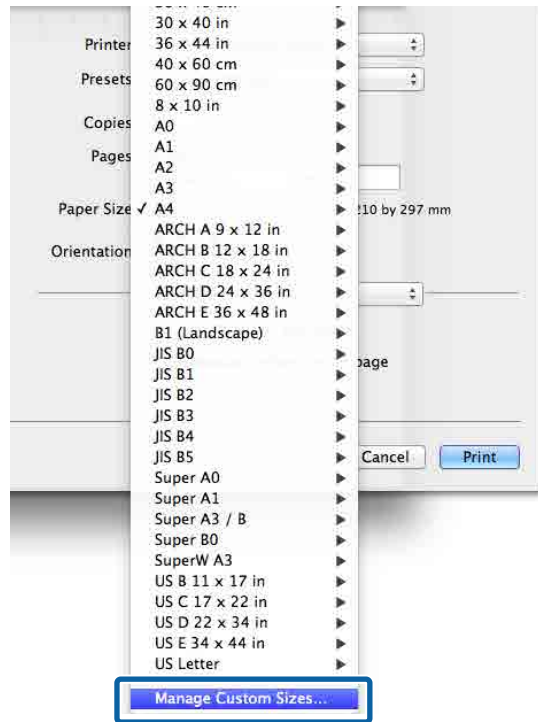 30 x 40 in
Printer 36 x 44 in
40 x 60 cm
Presets 60 x 90 cm
8 x 10 in
Copies A0
A1
Pages A2
A3
Paper Size ✓ A4 210 by 297 mm
ARCH A 9 x 12 in
Orientation ARCH B 12 x 18 in
ARCH C 18 x 24 in
ARCH D 24 x 36 in
ARCH E 36 x 48 in
B1 (Landscape)
JIS B0
page
JIS B1
JIS B2
JIS B3
JIS B4
JIS B5 Cancel Print
Super A0
Super A1
Super A3 / B
Super B0
SuperW A3
US B 11 x 17 in
US C 17 x 22 in
US D 22 x 34 in
US E 34 x 44 in
US Letter
Manage Custom Sizes...